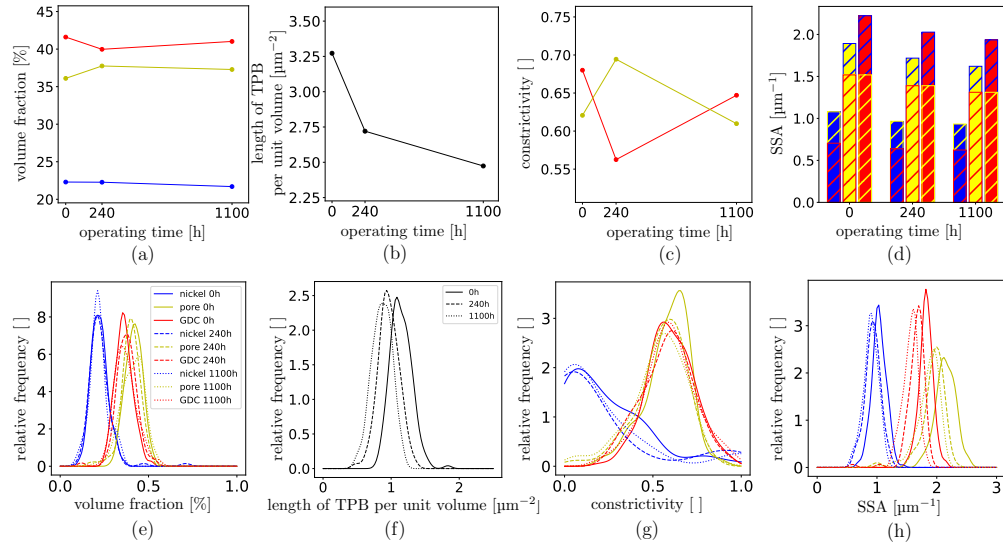 volume fraction [%]
45
40
35
30
25
20
0 240 1100
operating time [h]
(a)
length of TPB
per unit volume [µm⁻²]
3.50
3.25
3.00
2.75
2.50
2.25
0 240 1100
operating time [h]
(b)
constrictivity [ ]
0.75
0.70
0.65
0.60
0.55
0 240 1100
operating time [h]
(c)
SSA [µm⁻¹]
2.0
1.5
1.0
0.5
0.0
0 240 1100
operating time [h]
(d)
relative frequency [ ]
8
6
4
2
0
nickel 0h
pore 0h
GDC 0h
nickel 240h
pore 240h
GDC 240h
nickel 1100h
pore 1100h
GDC 1100h
0.0 0.5 1.0
volume fraction [%]
(e)
relative frequency [ ]
2.5
2.0
1.5
1.0
0.5
0.0
0h
240h
1100h
0 1 2
length of TPB per unit volume [µm⁻²]
(f)
relative frequency [ ]
3
2
1
0
0.0 0.5 1.0
constrictivity [ ]
(g)
relative frequency [ ]
3
2
1
0
0 1 2 3
SSA [µm⁻¹]
(h)